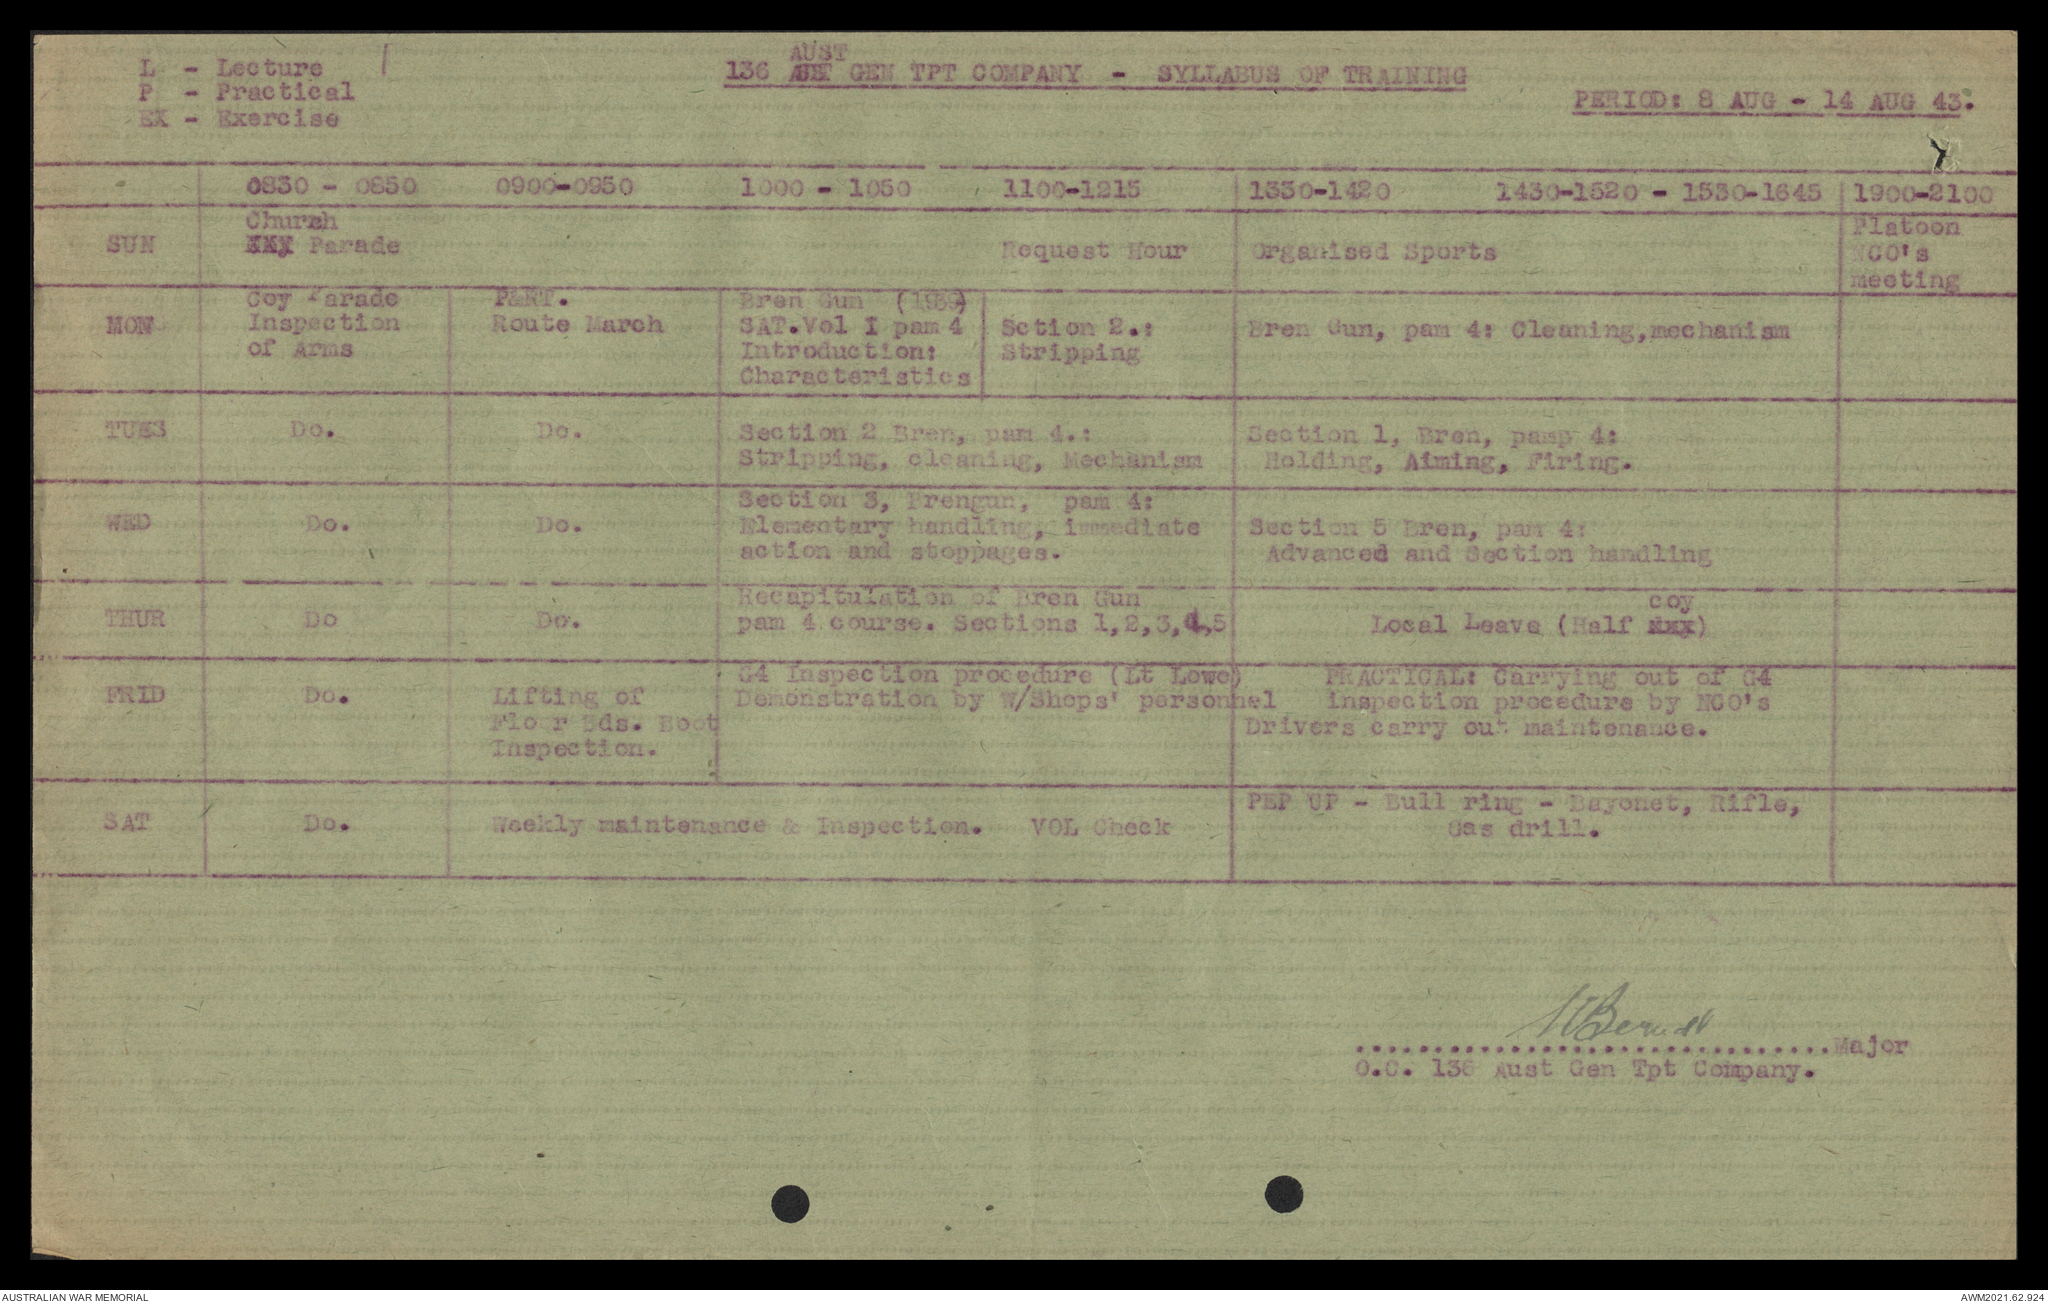 L - Lecture
P - Practical
EX - Exercise
AUST
136 GEM TPT COMPANY - SYLLABUS OF TRAINING
PERIOD: 8 AUG - 14 AUG 43.
0830 - 0850 0900-0950 1000 - 1050 1100-1215 1330-1420 1430-1520 - 1530-1645 1900-2100
SUN
Church
xxy Parade
Request Hour
Organised Sports
Platoon
NCO's
meeting
MON
Coy Parade
Inspection
of Arms
P&RT.
Route March
Bren Gun (1939)
SAT.Vol I pam 4
Introduction:
Characteristics
Sction 2.:
Stripping
Bren Gun, pam 4: Cleaning,mechanism
TUES
Do.
Do.
Section 2 Bren, pam 4.:
Stripping, cleaning, Mechanism
Section 1, Bren, pamp 4:
Holding, Aiming, Firing.
WED
Do.
Do.
Section 3, Brengun, pam 4:
Elementary handling, immediate
action and stoppages.
Section 5 Bren, pam 4:
Advanced and Section handling
THUR
Do
Do.
Recapitulation of Bren Gun
pam 4 course. Sections 1,2,3,4,5
coy
Local Leave (Half xxx)
FRID
Do.
Lifting of
Floor Bds. Boot
Inspection.
G4 Inspection procedure (Lt Lowe)
Demonstration by W/Shops' personnel
PRACTICAL: Carrying out of G4
inspection procedure by NCO's
Drivers carry out maintenance.
SAT
Do.
Weekly maintenance & Inspection. VOL Check
PEP UP - Bull ring - Bayonet, Rifle,
Gas drill.
WBerndt
..............................Major
O.C. 136 Aust Gen Tpt Company.
AUSTRALIAN WAR MEMORIAL
AWM2021.62.924